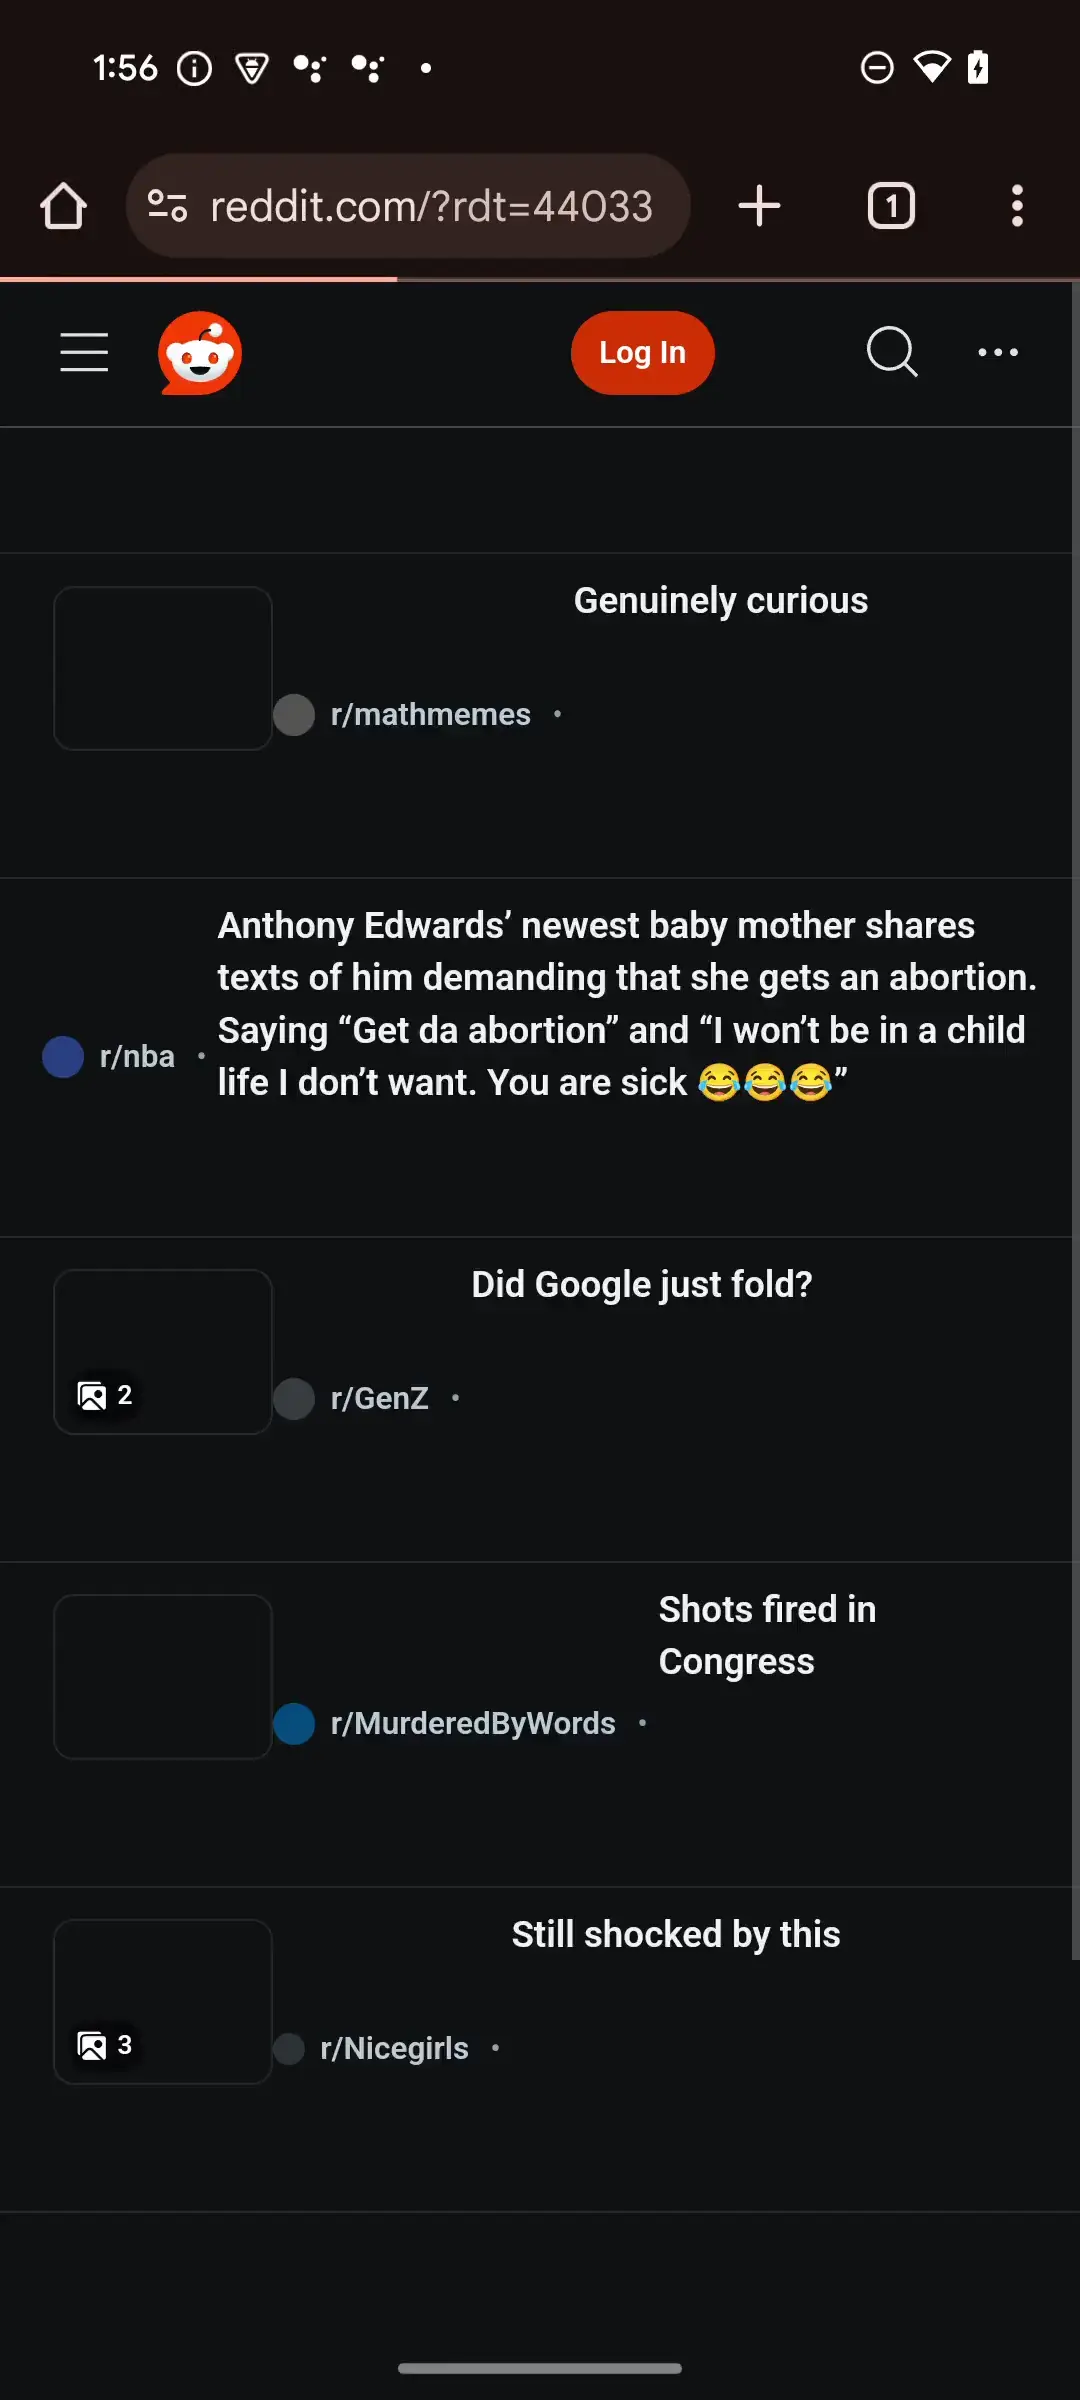 1:56
reddit.com/?rdt=44033
1
Log In
Genuinely curious
r/mathmemes •
Anthony Edwards’ newest baby mother shares
texts of him demanding that she gets an abortion.
Saying “Get da abortion” and “I won’t be in a child
life I don’t want. You are sick 😂😂😂”
r/nba •
Did Google just fold?
2
r/GenZ •
Shots fired in
Congress
r/MurderedByWords •
Still shocked by this
3
r/Nicegirls •